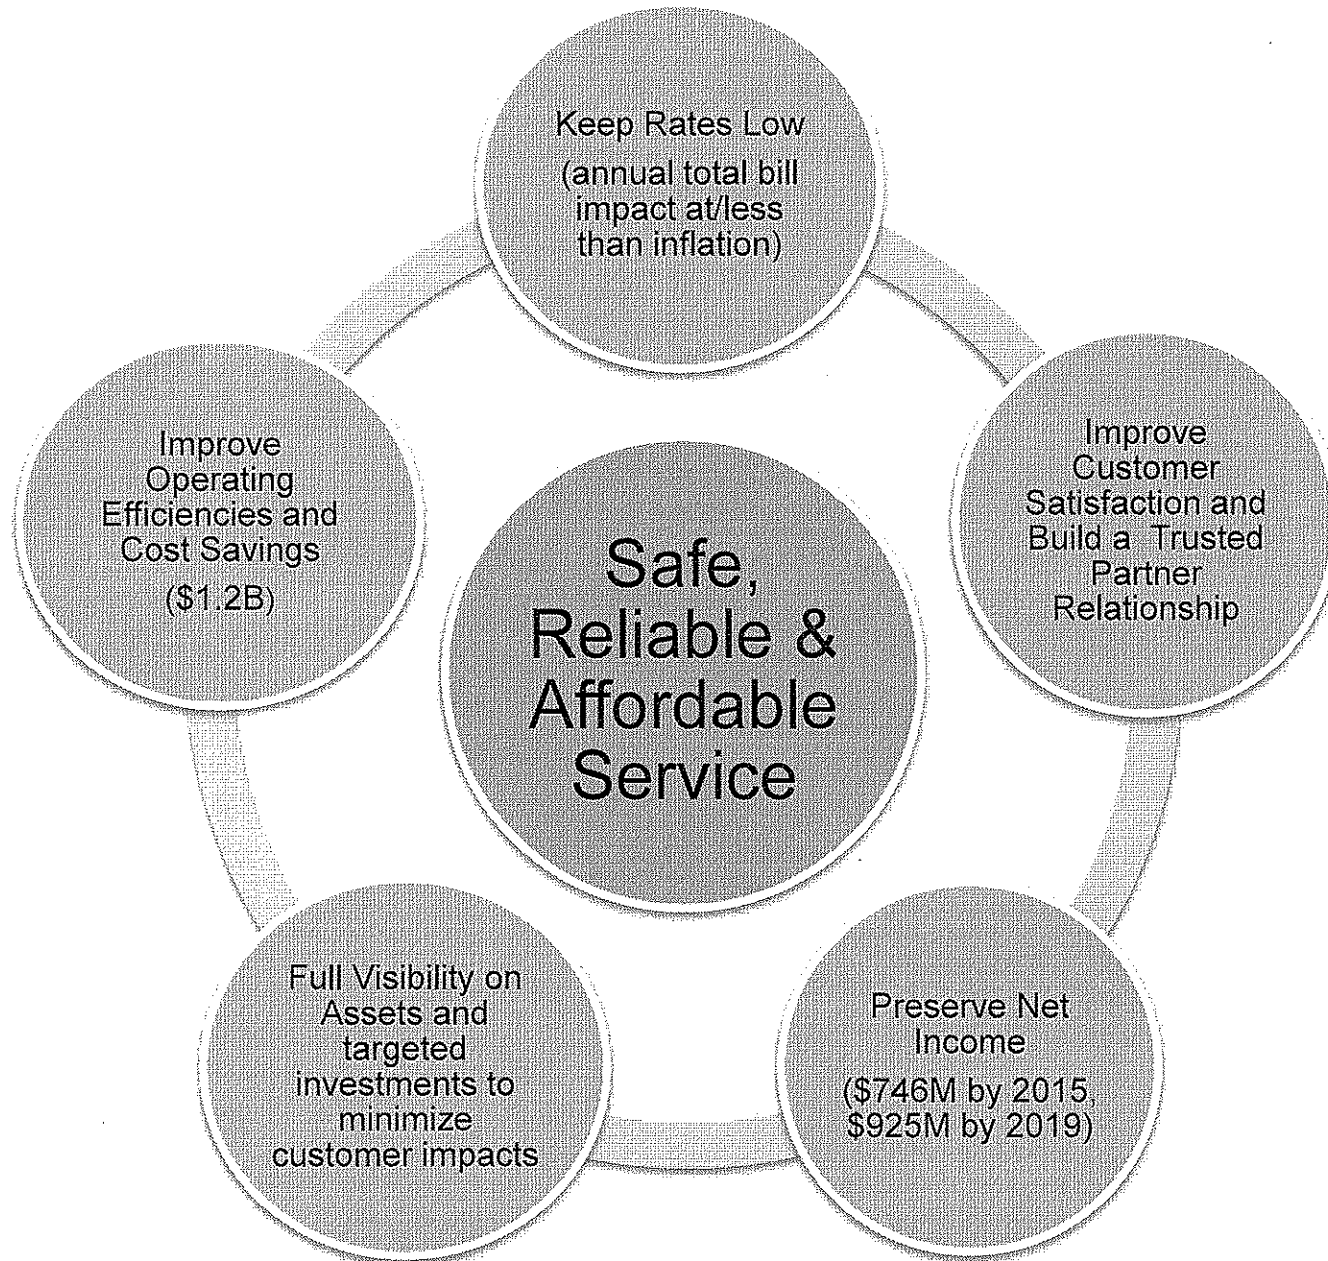 Keep Rates Low
(annual total bill
impact at/less
than inflation)
Improve
Customer
Satisfaction and
Build a Trusted
Partner
Relationship
Preserve Net
Income
($746M by 2015,
$925M by 2019)
Full Visibility on
Assets and
targeted
investments to
minimize
customer impacts
Improve
Operating
Efficiencies and
Cost Savings
($1.2B)
Safe,
Reliable &
Affordable
Service